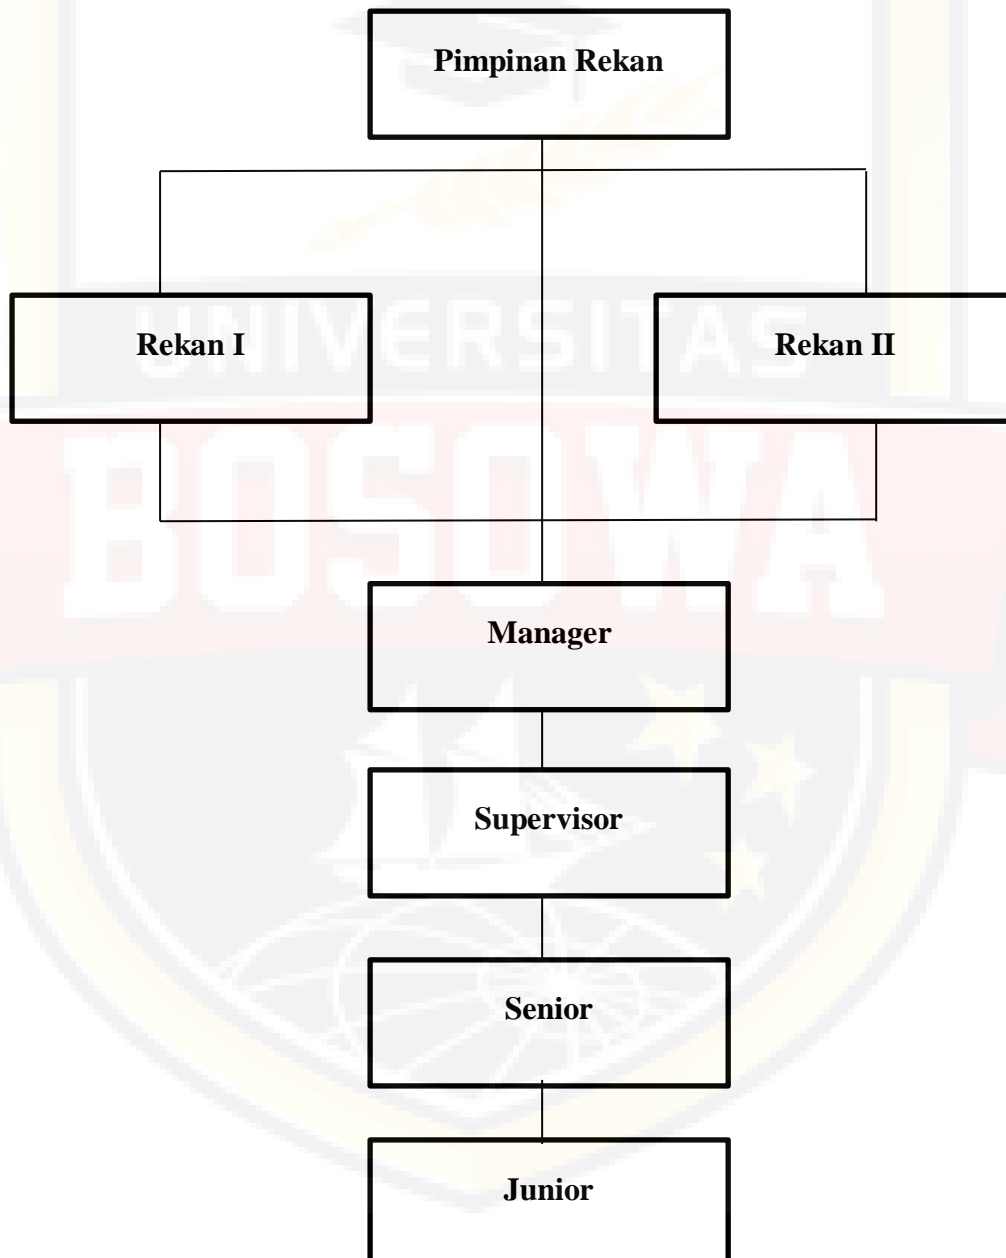 Pimpinan Rekan
Rekan I
Rekan II
UNIVERSITAS
BOSOWA
Manager
Supervisor
Senior
Junior